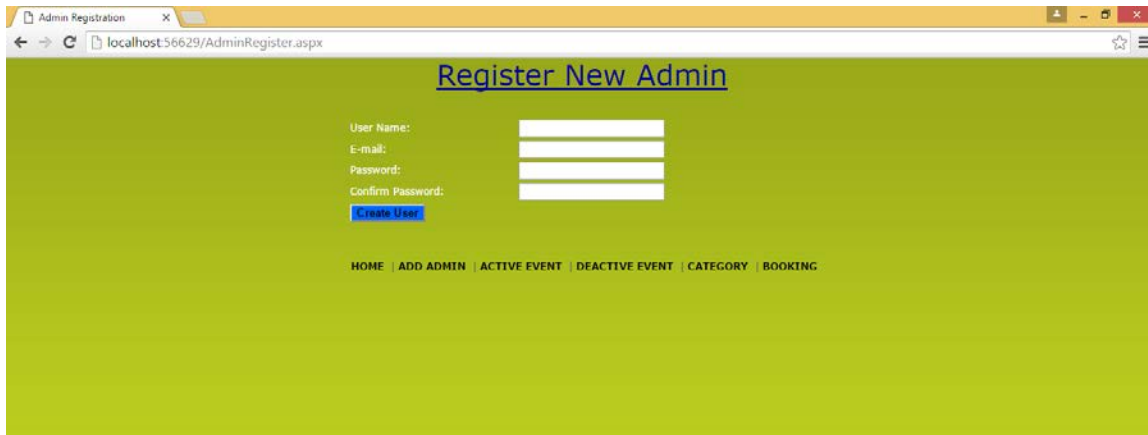 Admin Registration
localhost:56629/AdminRegister.aspx
Register New Admin
User Name:
E-mail:
Password:
Confirm Password:
Create User
HOME | ADD ADMIN | ACTIVE EVENT | DEACTIVE EVENT | CATEGORY | BOOKING